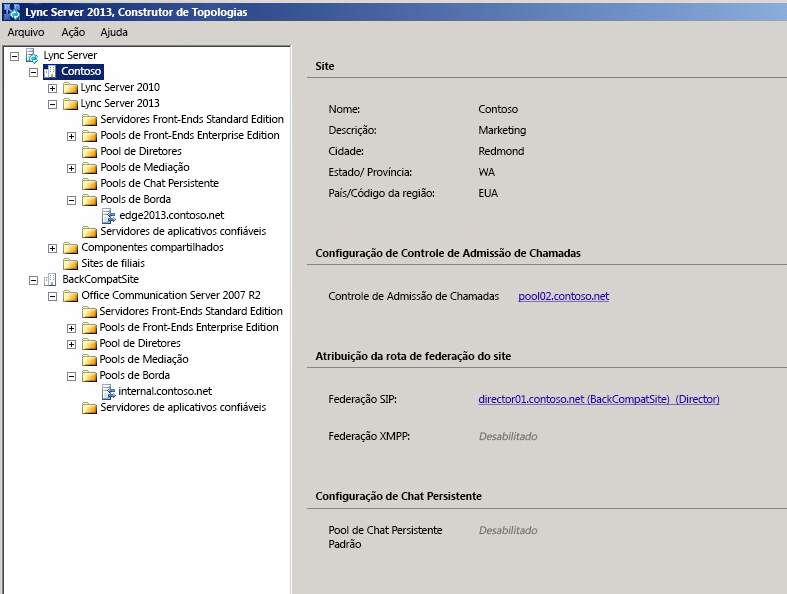 Lync Server 2013, Construtor de Topologias
Arquivo Ação Ajuda
Lync Server
Contoso
Lync Server 2010
Lync Server 2013
Servidores Front-Ends Standard Edition
Pools de Front-Ends Enterprise Edition
Pool de Diretores
Pools de Mediação
Pools de Chat Persistente
Pools de Borda
edge2013.contoso.net
Servidores de aplicativos confiáveis
Componentes compartilhados
Sites de filiais
BackCompatSite
Office Communication Server 2007 R2
Servidores Front-Ends Standard Edition
Pools de Front-Ends Enterprise Edition
Pool de Diretores
Pools de Mediação
Pools de Borda
internal.contoso.net
Servidores de aplicativos confiáveis
Site
Nome: Contoso
Descrição: Marketing
Cidade: Redmond
Estado/ Província: WA
País/Código da região: EUA
Configuração de Controle de Admissão de Chamadas
Controle de Admissão de Chamadas pool02.contoso.net
Atribuição da rota de federação do site
Federação SIP: director01.contoso.net (BackCompatSite) (Director)
Federação XMPP: Desabilitado
Configuração de Chat Persistente
Pool de Chat Persistente Desabilitado
Padrão